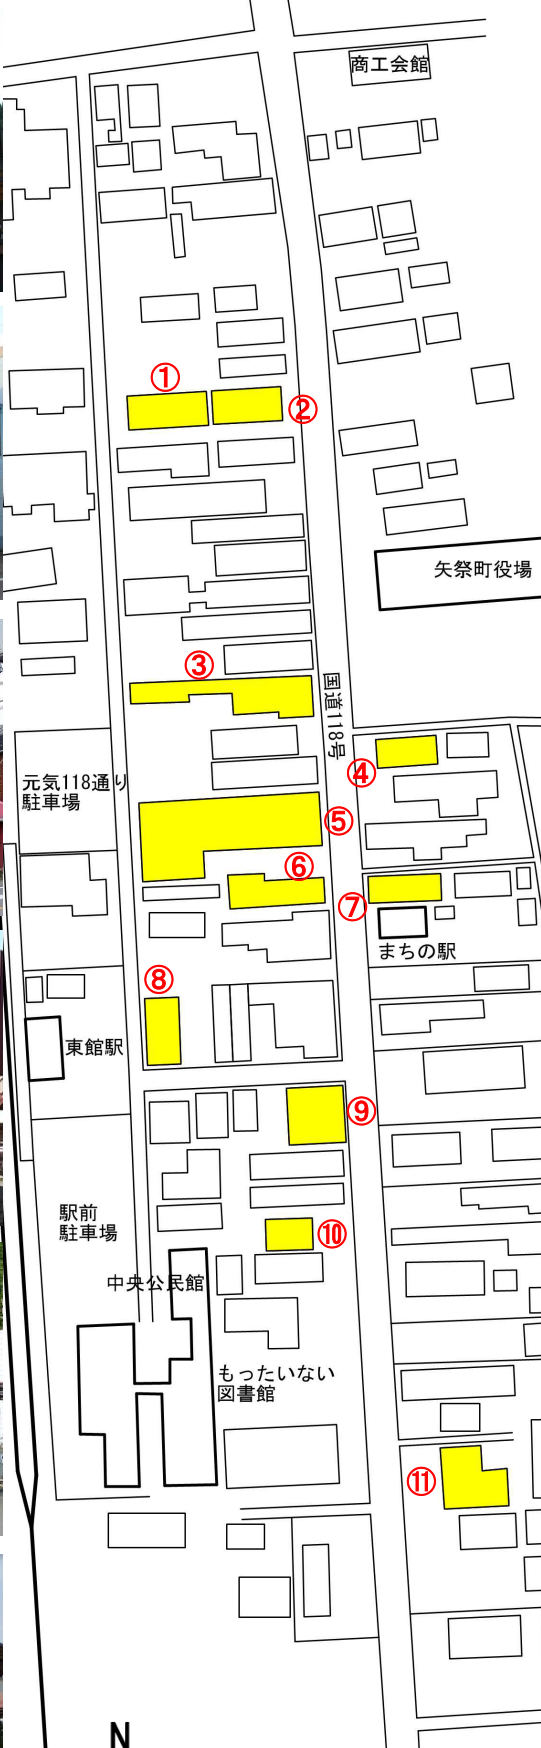 商工会館
①
②
矢祭町役場
③
国道118号
④
元気118通り
駐車場
⑤
⑥
⑦
まちの駅
⑧
東館駅
⑨
駅前
駐車場
⑩
中央公民館
もったいない
図書館
⑪
N